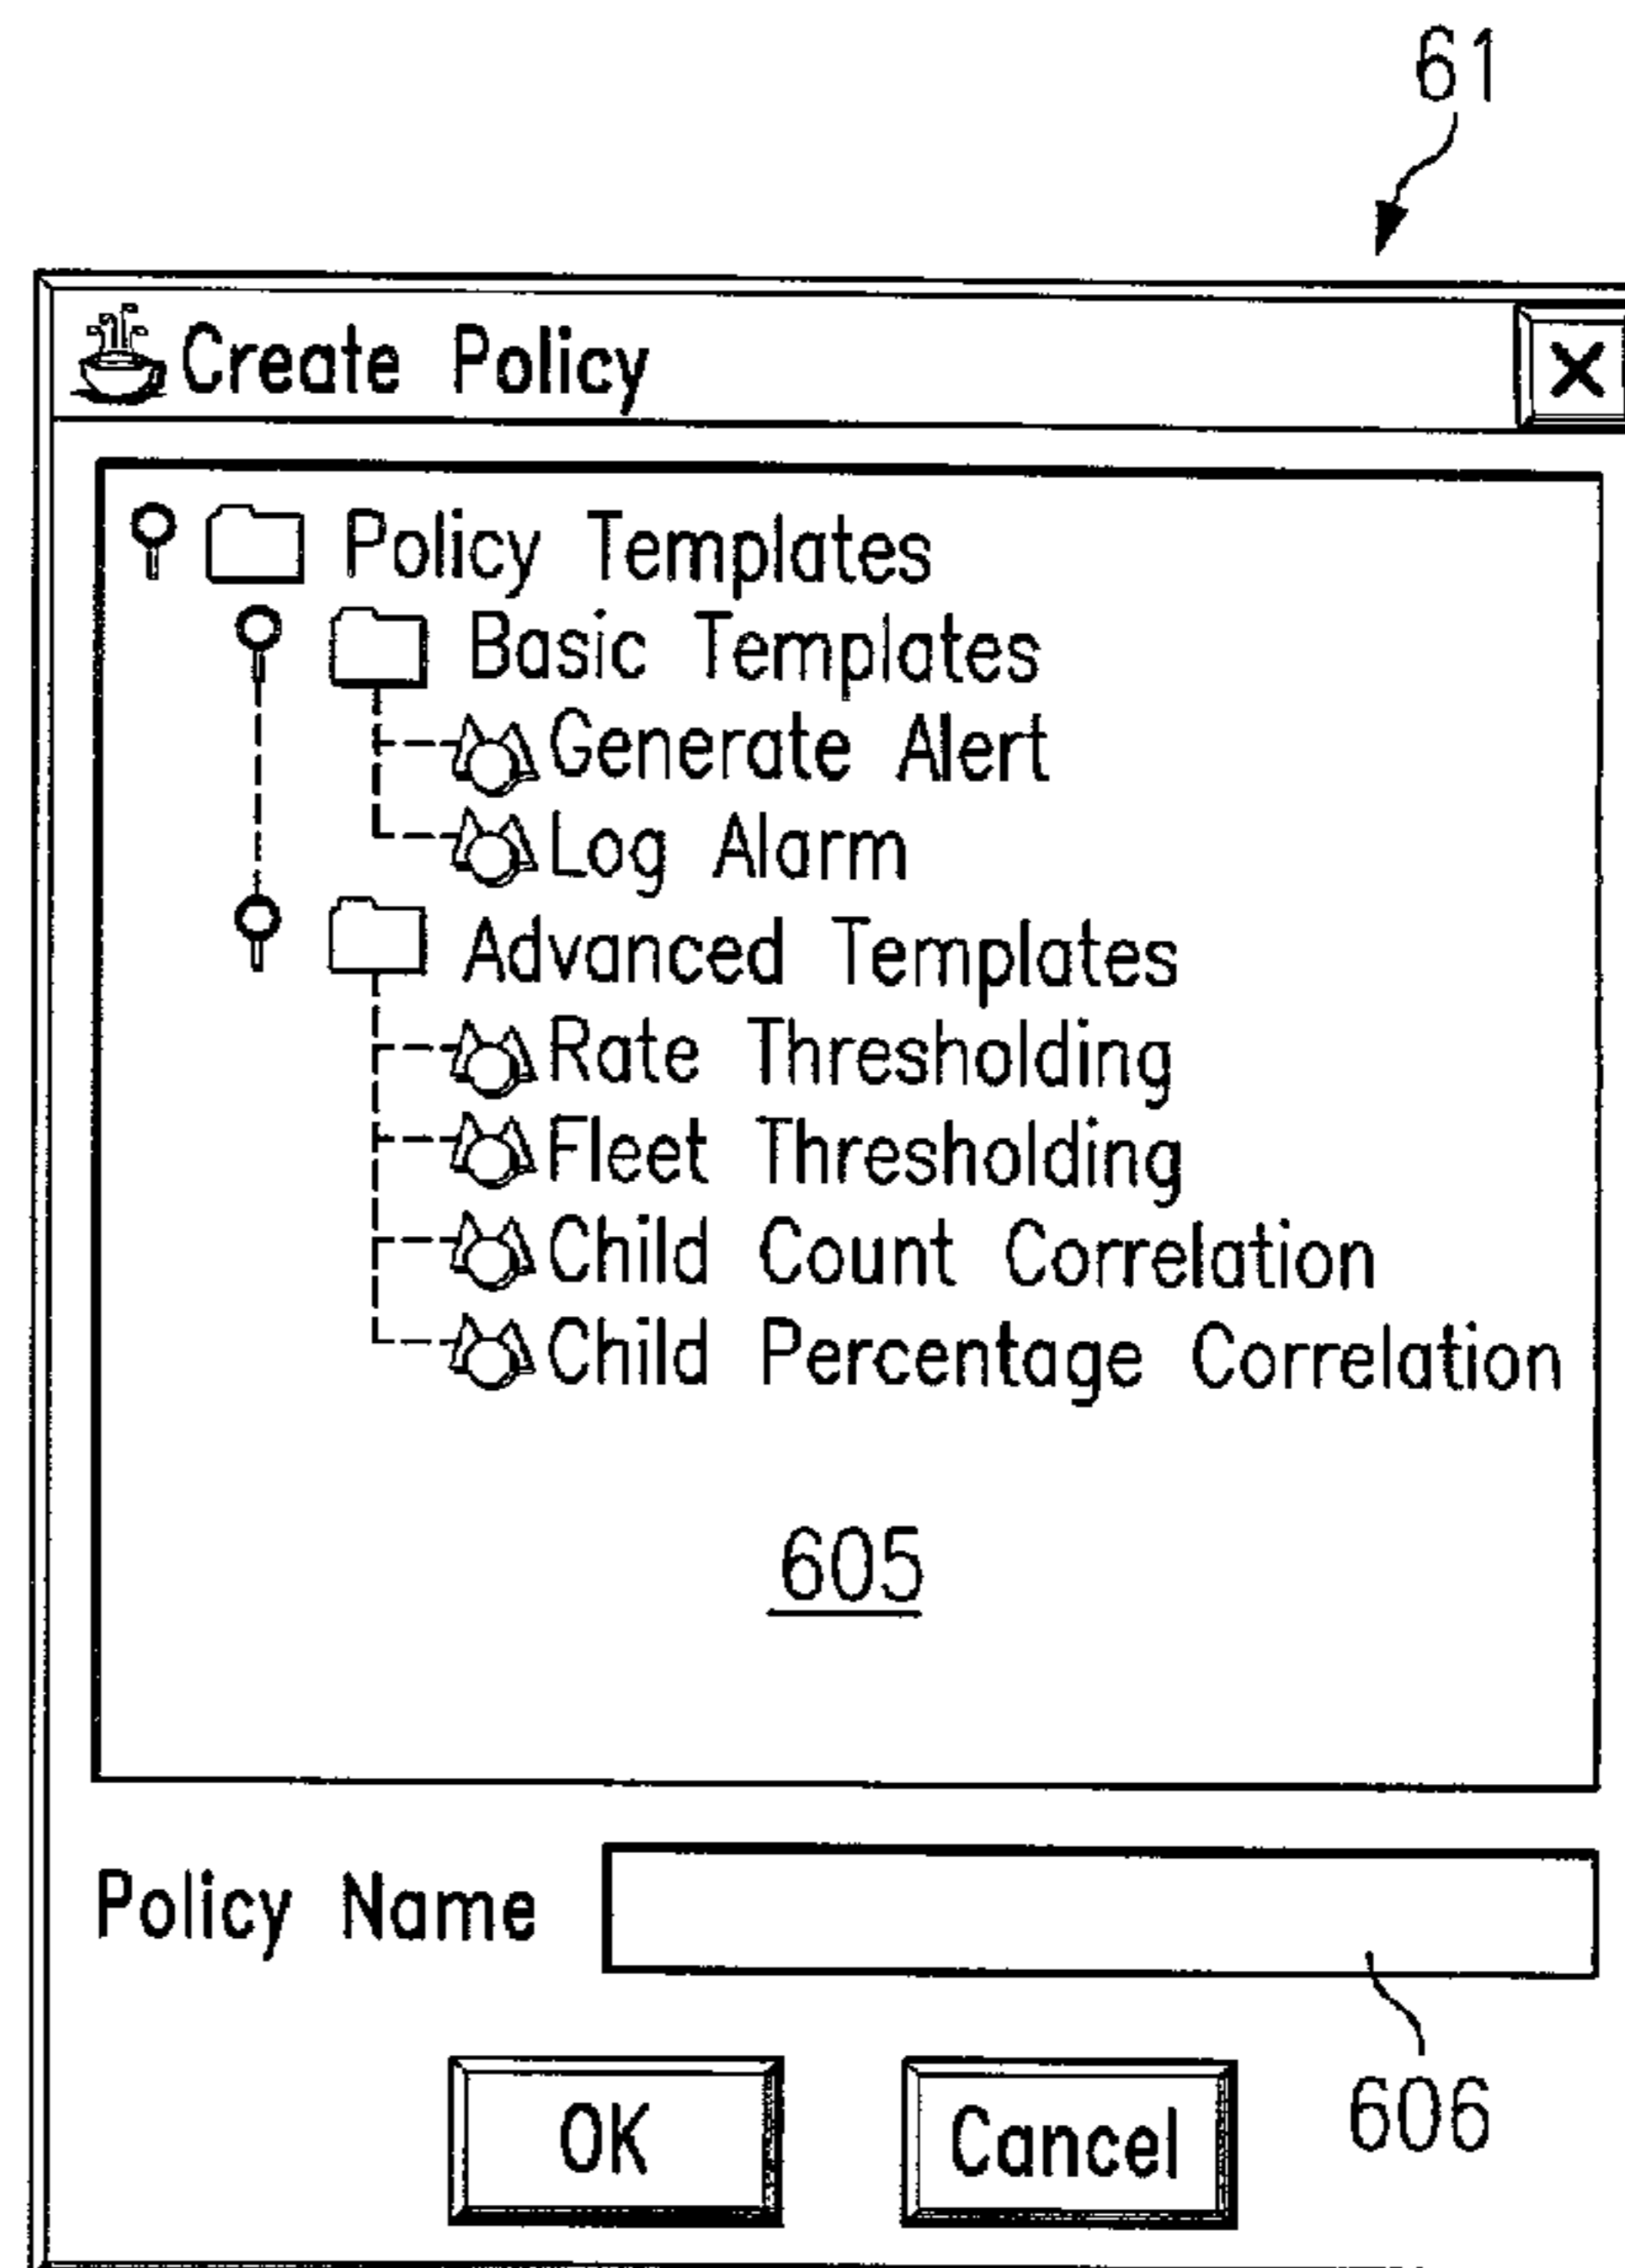 61
Create Policy
Policy Templates
Basic Templates
Generate Alert
Log Alarm
Advanced Templates
Rate Thresholding
Fleet Thresholding
Child Count Correlation
Child Percentage Correlation
605
Policy Name
606
OK Cancel